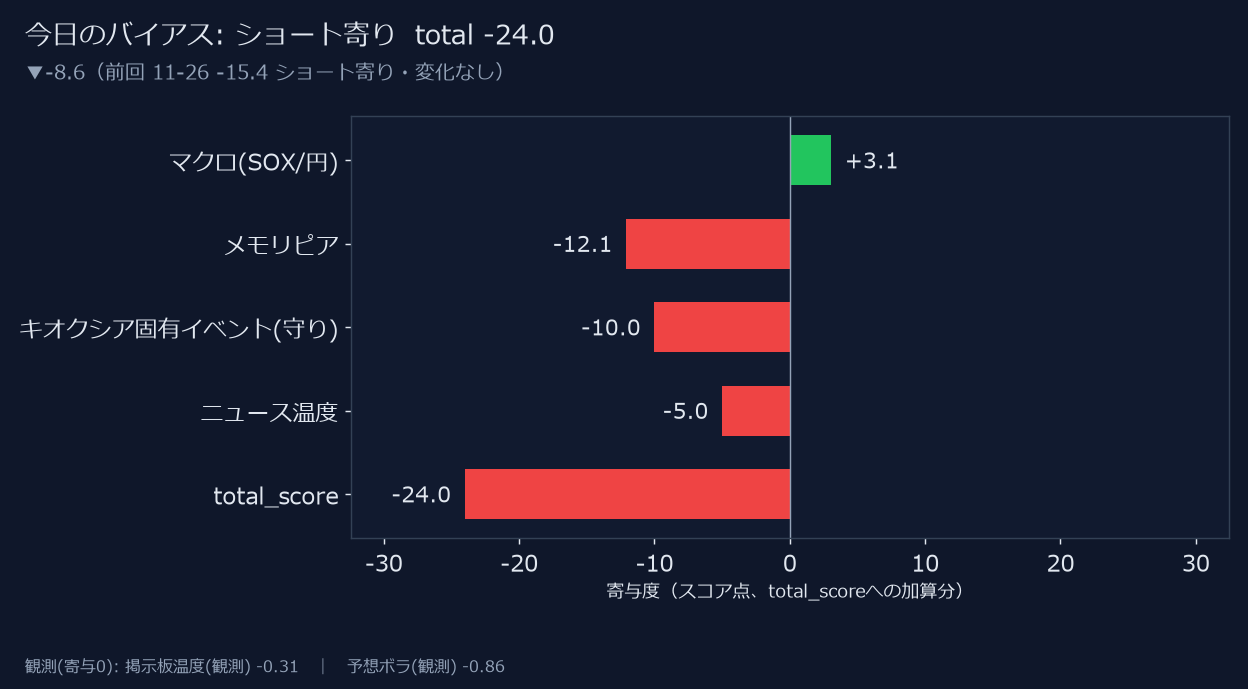 今日のバイアス: ショート寄り  total -24.0
▼-8.6（前回 11-26 -15.4 ショート寄り・変化なし）
マクロ(SOX/円)
+3.1
メモリピア
-12.1
キオクシア固有イベント(守り)
-10.0
ニュース温度
-5.0
total_score
-24.0
-30 -20 -10 0 10 20 30
寄与度（スコア点、total_scoreへの加算分）
観測(寄与0): 掲示板温度(観測) -0.31 ｜ 予想ボラ(観測) -0.86